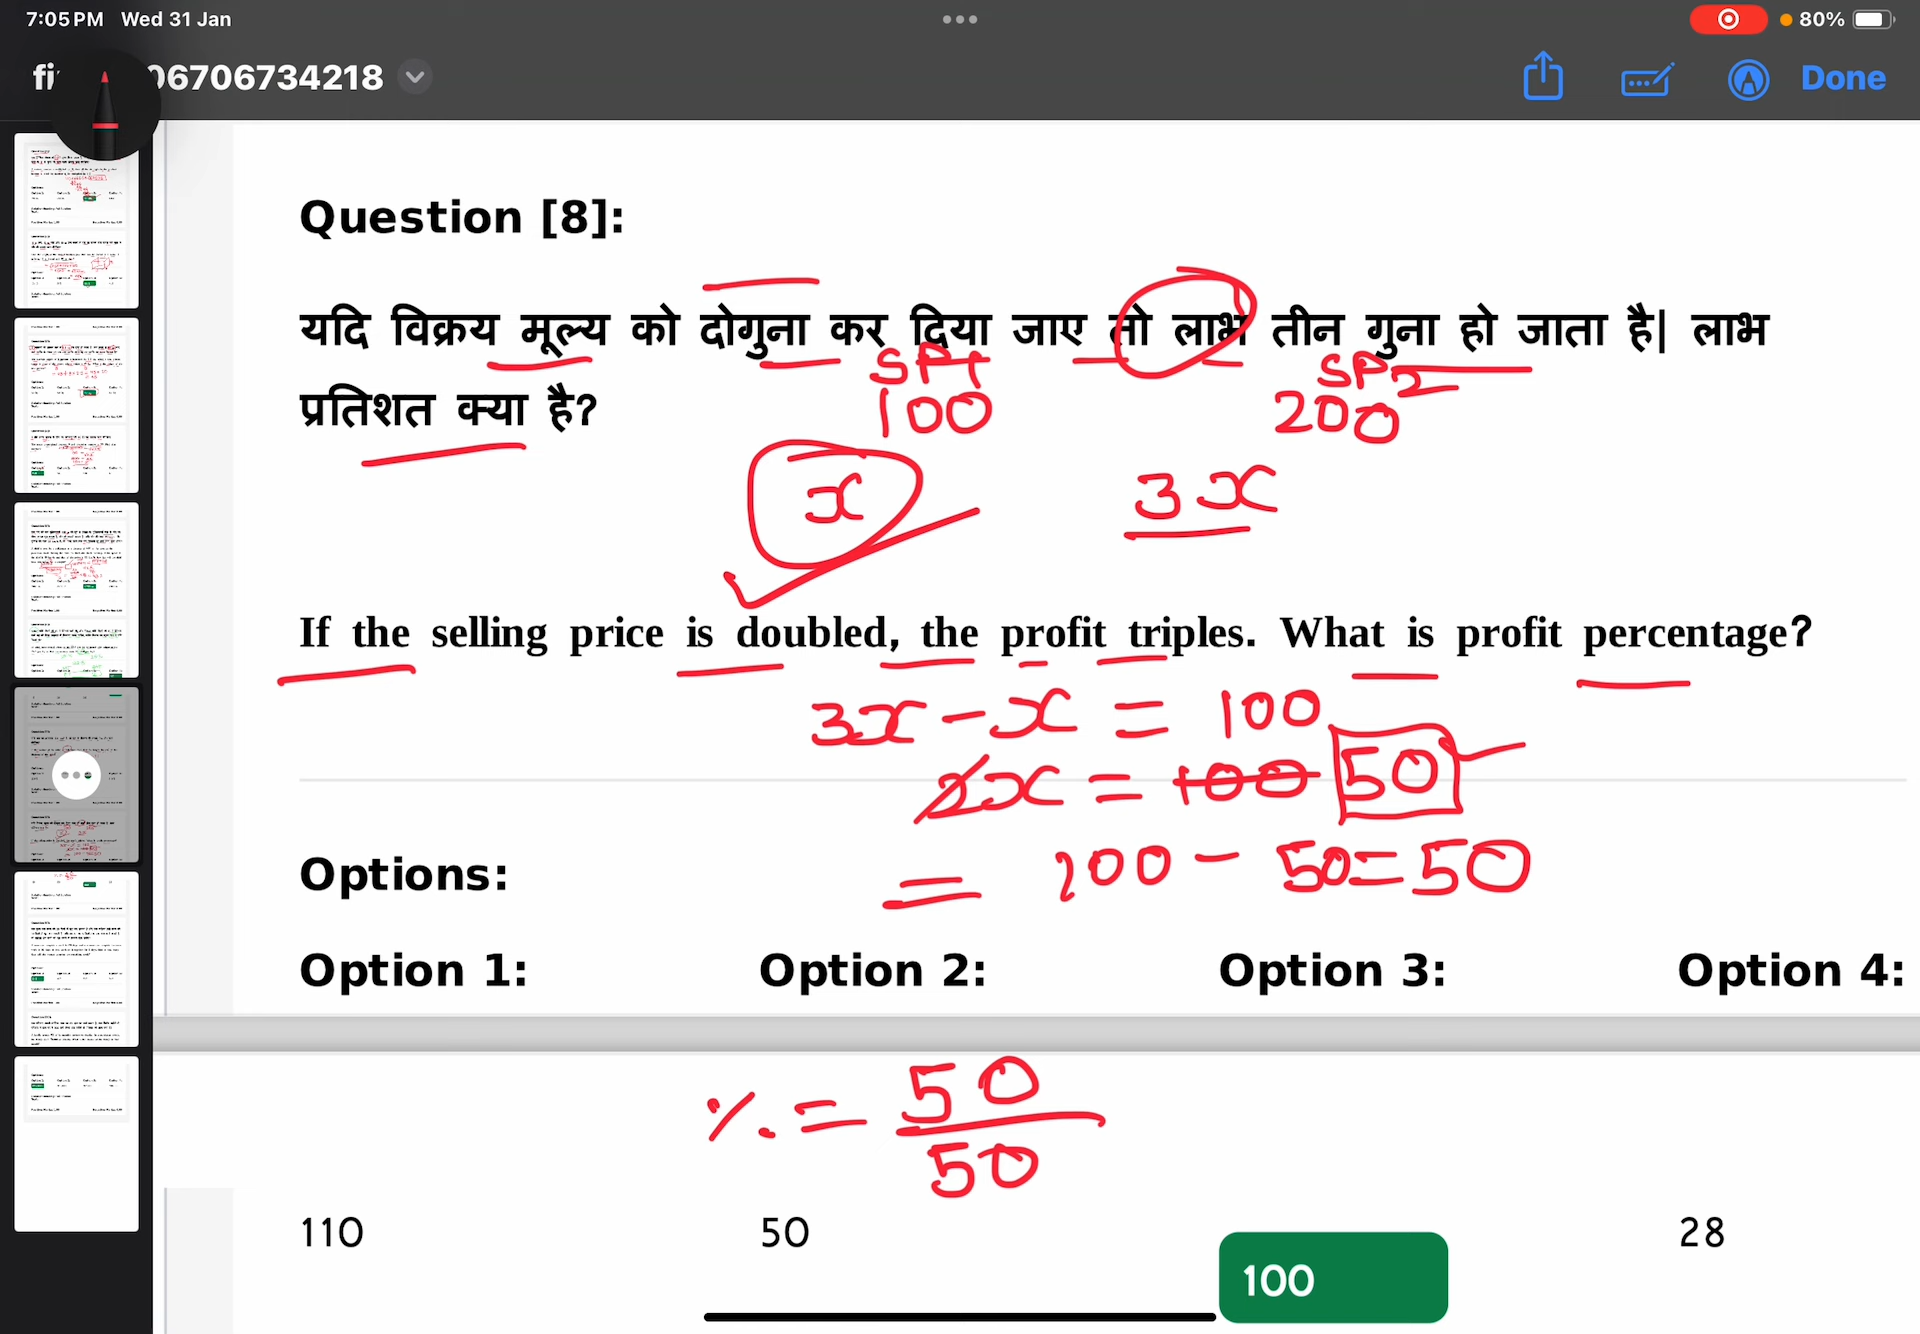 7:05 PM Wed 31 Jan
80%
06706734218
Done
Question [8]:
यदि विक्रय मूल्य को दोगुना कर दिया जाए तो लाभ तीन गुना हो जाता है| लाभ
प्रतिशत क्या है?
SP1 SP2
100 200
x 3x
If the selling price is doubled, the profit triples. What is profit percentage?
3x - x = 100
2x = 100 50
Options:
= 100 - 50 = 50
Option 1: Option 2: Option 3: Option 4:
% = 50
50
110 50 100 28